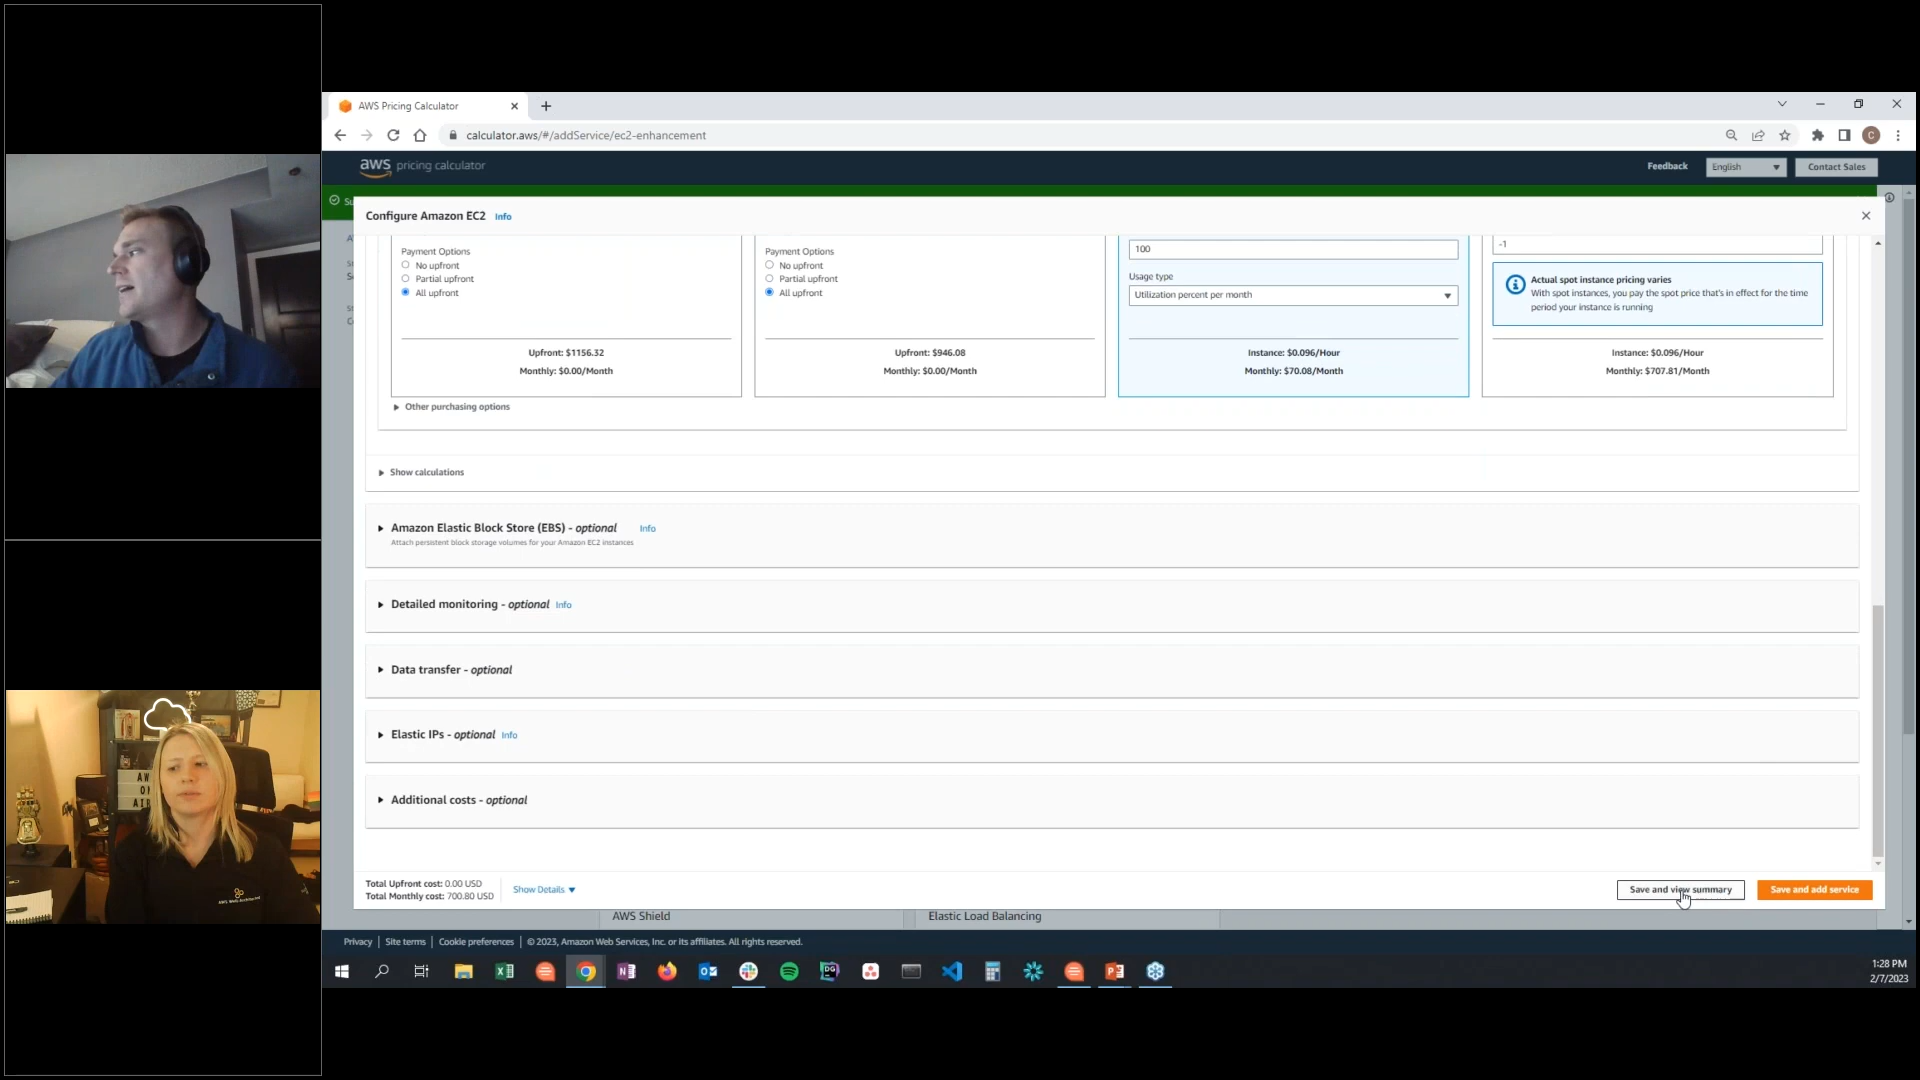 AWS Pricing Calculator
calculator.aws/#/addService/ec2-enhancement
C
aws pricing calculator
Feedback
English
Contact Sales
Configure Amazon EC2 Info
Payment Options
No upfront
Partial upfront
All upfront
Upfront: $1156.32
Monthly: $0.00/Month
Payment Options
No upfront
Partial upfront
All upfront
Upfront: $946.08
Monthly: $0.00/Month
100
Usage type
Utilization percent per month
Instance: $0.096/Hour
Monthly: $70.08/Month
-1
Actual spot instance pricing varies
With spot instances, you pay the spot price that's in effect for the time
period your instance is running
Instance: $0.096/Hour
Monthly: $707.81/Month
Other purchasing options
Show calculations
Amazon Elastic Block Store (EBS) - optional Info
Attach persistent block storage volumes for your Amazon EC2 instances
Detailed monitoring - optional Info
Data transfer - optional
Elastic IPs - optional Info
Additional costs - optional
Total Upfront cost: 0.00 USD
Total Monthly cost: 700.80 USD
Show Details
Save and view summary
Save and add service
AWS Shield
Elastic Load Balancing
Privacy | Site terms | Cookie preferences | © 2023, Amazon Web Services, Inc. or its affiliates. All rights reserved.
1:28 PM
2/7/2023
AW
ON
AIR